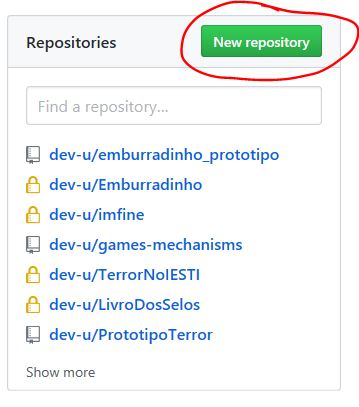 Repositories
New repository
Find a repository...
dev-u/emburradinho_prototipo
dev-u/Emburradinho
dev-u/imfine
dev-u/games-mechanisms
dev-u/TerrorNoIESTI
dev-u/LivroDosSelos
dev-u/PrototipoTerror
Show more